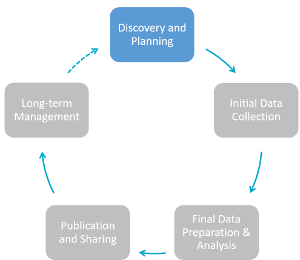 Discovery and
Planning
Initial Data
Collection
Final Data
Preparation &
Analysis
Publication
and Sharing
Long-term
Management